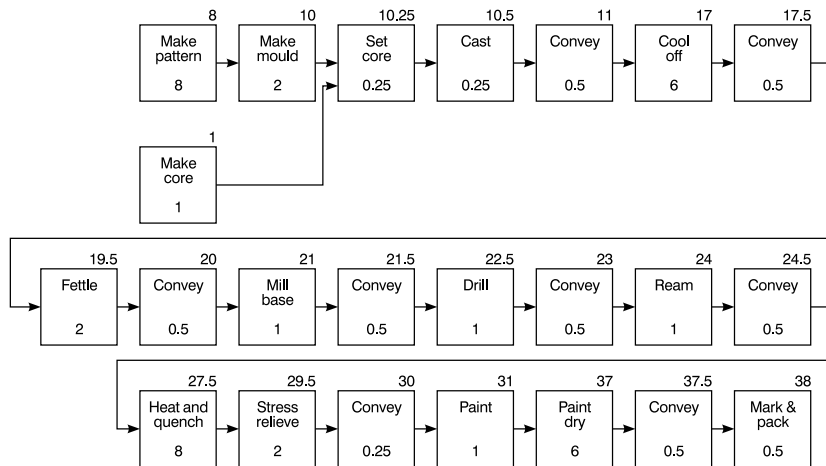 8 10 10.25 10.5 11 17 17.5
Make Make Set Cast Convey Cool Convey
pattern mould core off
8 2 0.25 0.25 0.5 6 0.5
1
Make
core
1
19.5 20 21 21.5 22.5 23 24 24.5
Fettle Convey Mill Convey Drill Convey Ream Convey
base
2 0.5 1 0.5 1 0.5 1 0.5
27.5 29.5 30 31 37 37.5 38
Heat and Stress Convey Paint Paint Convey Mark &
quench relieve dry pack
8 2 0.25 1 6 0.5 0.5